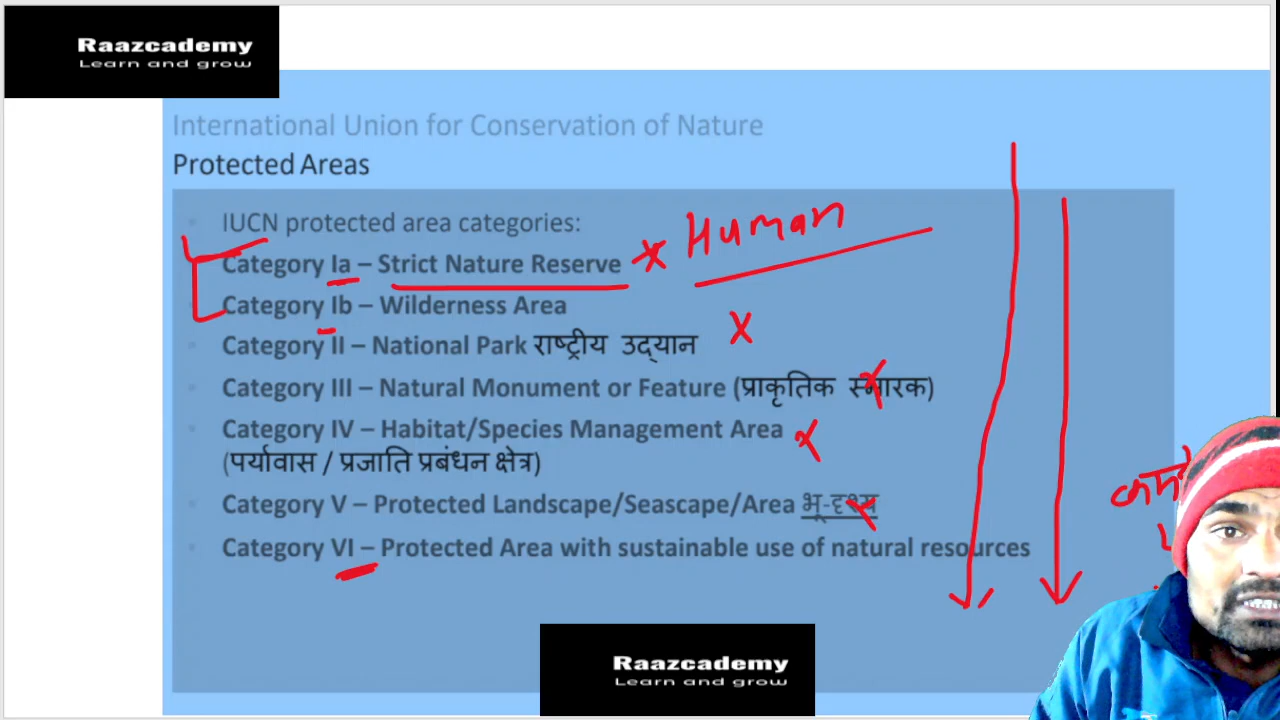 Raazcademy
Learn and grow
International Union for Conservation of Nature
Protected Areas
IUCN protected area categories:
Human
Category Ia – Strict Nature Reserve
Category Ib – Wilderness Area
Category II – National Park राष्ट्रीय उद्यान
Category III – Natural Monument or Feature (प्राकृतिक स्मारक)
Category IV – Habitat/Species Management Area
(पर्यावास / प्रजाति प्रबंधन क्षेत्र)
Category V – Protected Landscape/Seascape/Area भू-दृश्य
Category VI – Protected Area with sustainable use of natural resources
Raazcademy
Learn and grow